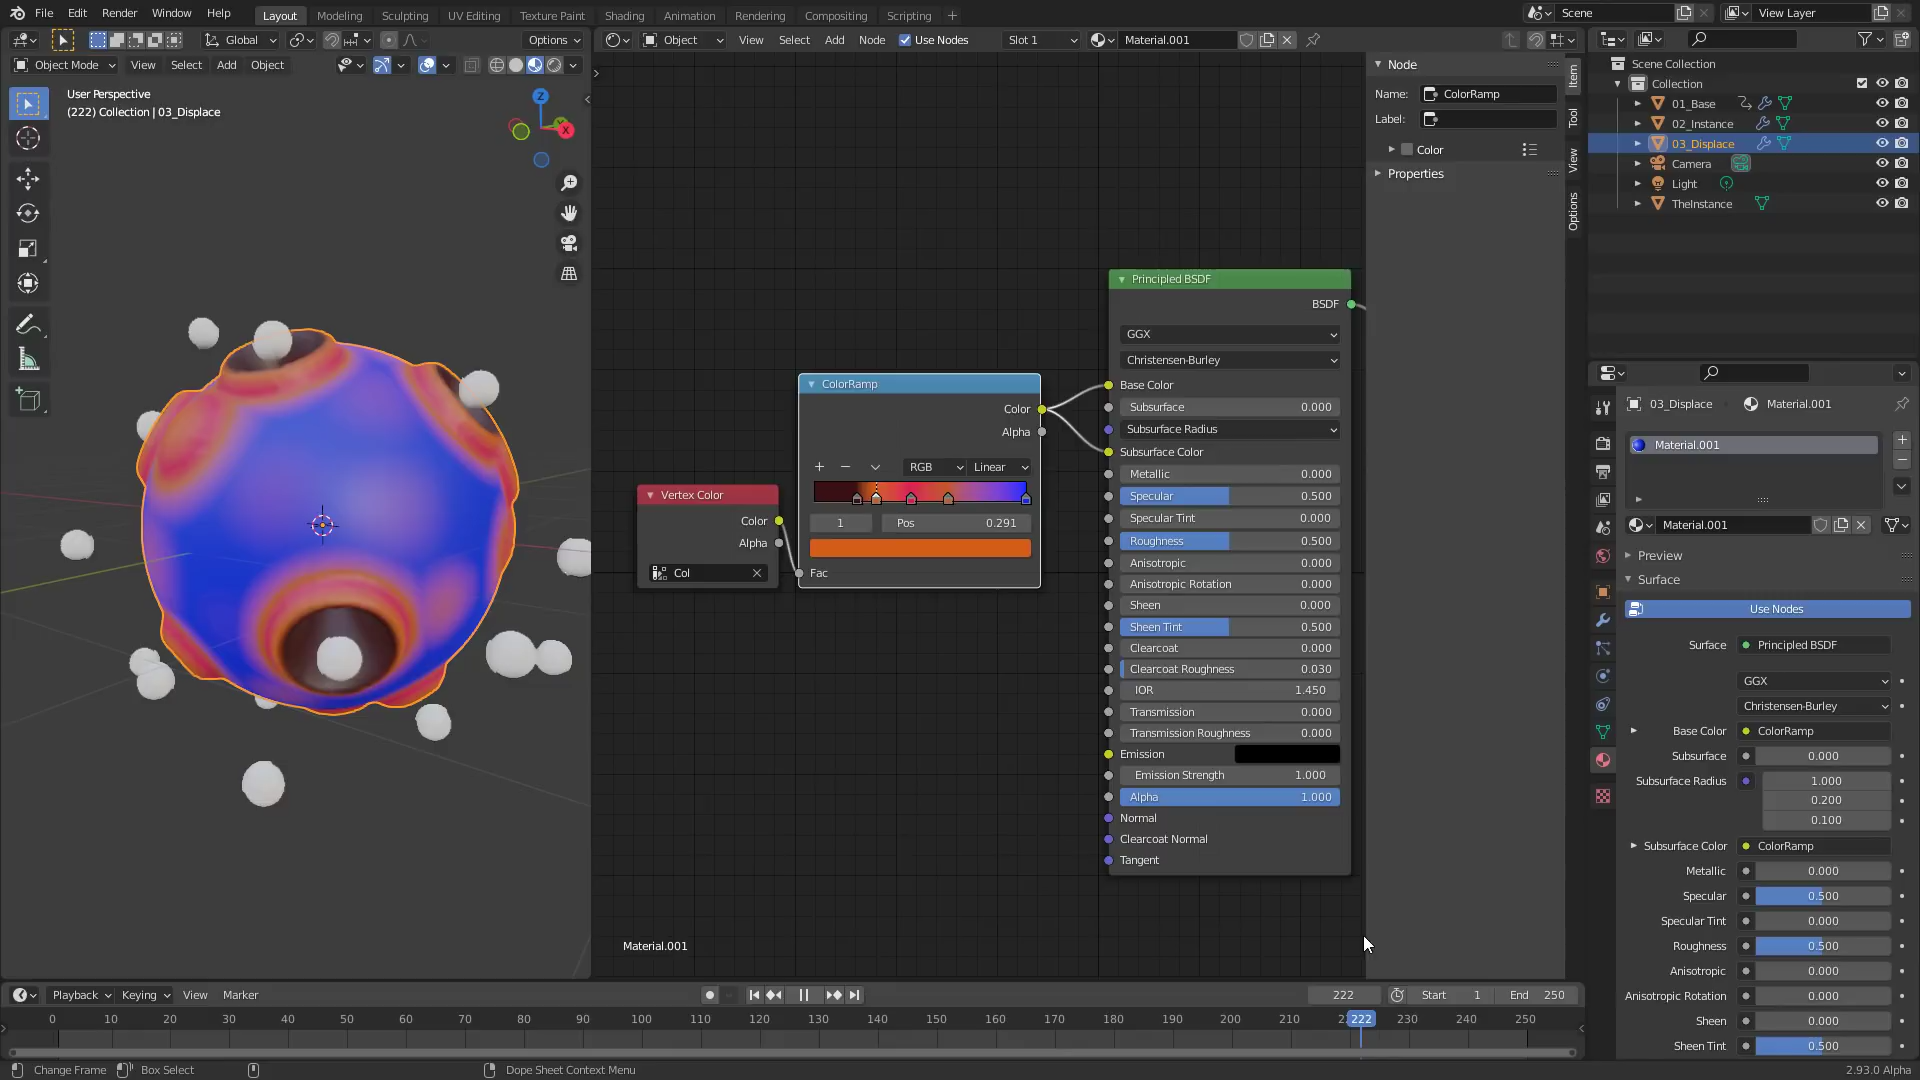 File Edit Render Window Help Layout Modeling Sculpting UV Editing Texture Paint Shading Animation Rendering Compositing Scripting + Scene View Layer
Global Options Object View Select Add Node Use Nodes Slot 1 Material.001
Object Mode View Select Add Object
User Perspective
(222) Collection | 03_Displace
Z
Y
X
ColorRamp
Color
Alpha
RGB Linear
1 Pos 0.291
Fac
Vertex Color
Color
Alpha
Col
Principled BSDF
BSDF
GGX
Christensen-Burley
Base Color
Subsurface 0.000
Subsurface Radius
Subsurface Color
Metallic 0.000
Specular 0.500
Specular Tint 0.000
Roughness 0.500
Anisotropic 0.000
Anisotropic Rotation 0.000
Sheen 0.000
Sheen Tint 0.500
Clearcoat 0.000
Clearcoat Roughness 0.030
IOR 1.450
Transmission 0.000
Transmission Roughness 0.000
Emission
Emission Strength 1.000
Alpha 1.000
Normal
Clearcoat Normal
Tangent
Material.001
Node
Name: ColorRamp
Label:
Color
Properties
Item
Tool
View
Options
Scene Collection
Collection
01_Base
02_Instance
03_Displace
Camera
Light
TheInstance
03_Displace Material.001
Material.001
Material.001
Preview
Surface
Use Nodes
Surface Principled BSDF
GGX
Christensen-Burley
Base Color ColorRamp
Subsurface 0.000
Subsurface Radius 1.000
0.200
0.100
Subsurface Color ColorRamp
Metallic 0.000
Specular 0.500
Specular Tint 0.000
Roughness 0.500
Anisotropic 0.000
Anisotropic Rotation 0.000
Sheen 0.000
Sheen Tint 0.500
Playback Keying View Marker 222 Start 1 End 250
0 10 20 30 40 50 60 70 80 90 100 110 120 130 140 150 160 170 180 190 200 210 222 230 240 250
Change Frame Box Select Dope Sheet Context Menu 2.93.0 Alpha